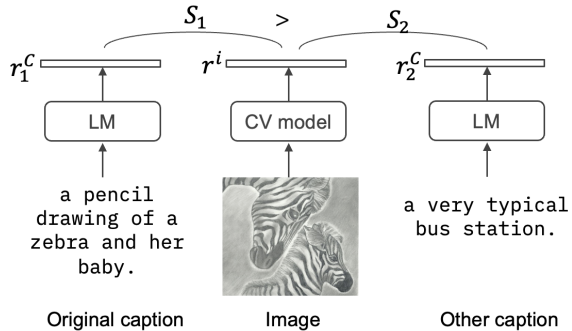 S₁ > S₂
r₁ᶜ rⁱ r₂ᶜ
LM CV model LM
a pencil
drawing of a
zebra and her
baby.
a very typical
bus station.
Original caption Image Other caption